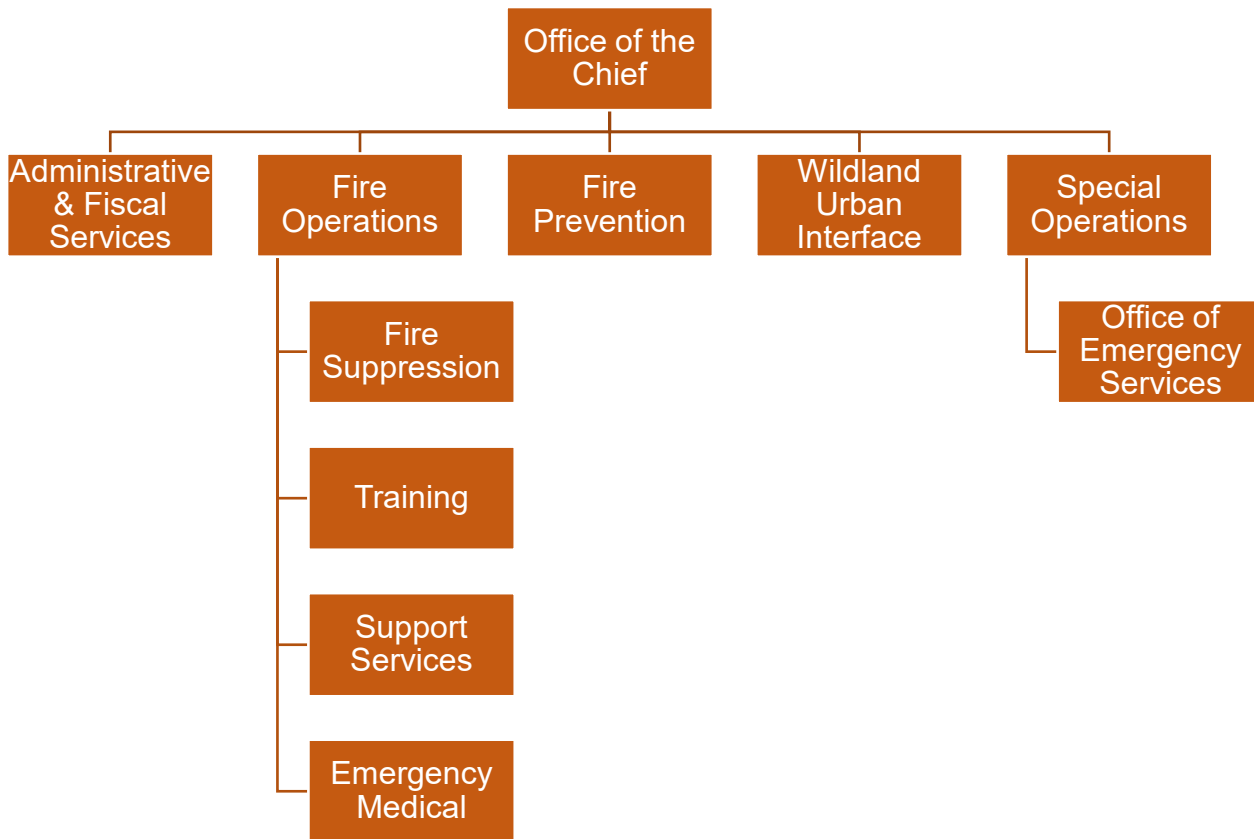 Office of the
Chief
Administrative
& Fiscal
Services
Fire
Operations
Fire
Prevention
Wildland
Urban
Interface
Special
Operations
Fire
Suppression
Training
Support
Services
Emergency
Medical
Office of
Emergency
Services